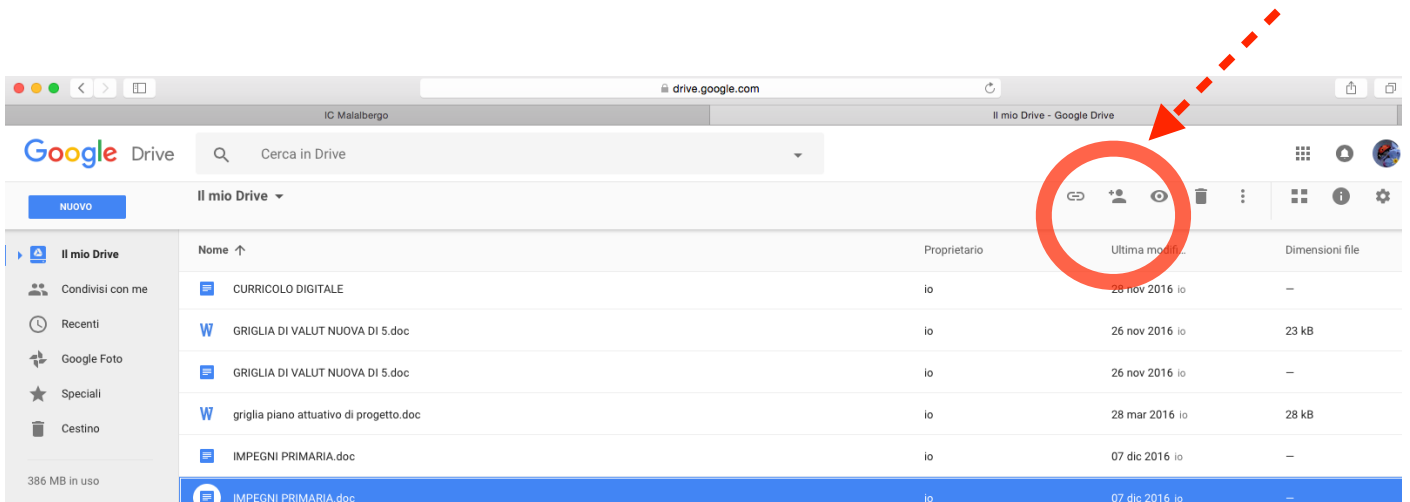 drive.google.com
IC Malalbergo
Il mio Drive - Google Drive
Google Drive
Cerca in Drive
NUOVO
Il mio Drive
Il mio Drive
Nome
Proprietario
Ultima modifi...
Dimensioni file
Condivisi con me
CURRICOLO DIGITALE io 28 nov 2016 io —
Recenti
GRIGLIA DI VALUT NUOVA DI 5.doc io 26 nov 2016 io 23 kB
Google Foto
GRIGLIA DI VALUT NUOVA DI 5.doc io 26 nov 2016 io —
Speciali
griglia piano attuativo di progetto.doc io 28 mar 2016 io 28 kB
Cestino
IMPEGNI PRIMARIA.doc io 07 dic 2016 io —
386 MB in uso
IMPEGNI PRIMARIA.doc io 07 dic 2016 io —